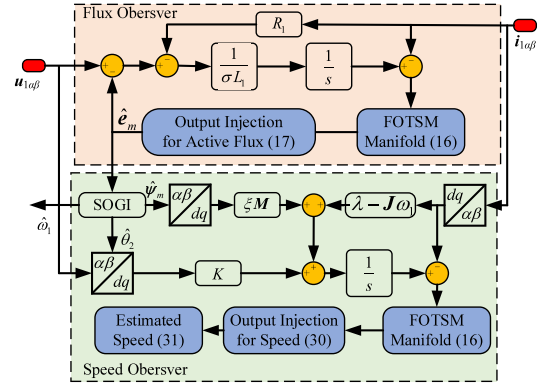 Flux Obersver
R₁
i₁αβ
u₁αβ
+
-
-
1/σL₁
1/s
+
-
ê_m
Output Injection
for Active Flux (17)
FOTSM
Manifold (16)
SOGI
ψ̂_m
αβ
dq
ξM
+
+
λ − Jω₁
dq
αβ
ω̂₁
θ̂₂
αβ
dq
K
+
+
1/s
+
-
Estimated
Speed (31)
Output Injection
for Speed (30)
FOTSM
Manifold (16)
Speed Obersver